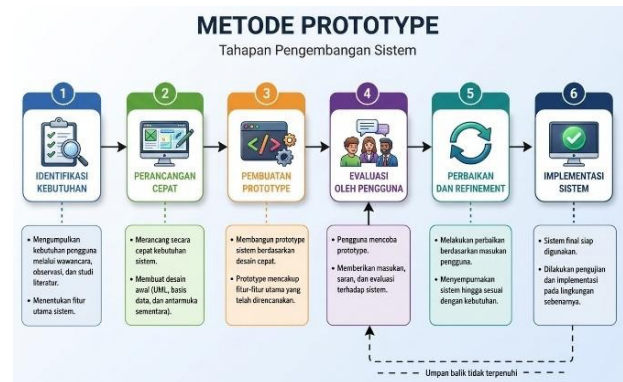 METODE PROTOTYPE
Tahapan Pengembangan Sistem
1
IDENTIFIKASI
KEBUTUHAN
• Mengumpulkan
kebutuhan pengguna
melalui wawancara,
observasi, dan studi
literatur.
• Menentukan fitur
utama sistem.
2
PERANCANGAN
CEPAT
• Merancang secara
cepat kebutuhan
sistem.
• Membuat desain
awal (UML, basis
data, dan antarmuka
sementara).
3
PEMBUATAN
PROTOTYPE
• Membangun prototype
sistem berdasarkan
desain cepat.
• Prototype mencakup
fitur-fitur utama yang
telah direncanakan.
4
EVALUASI
OLEH PENGGUNA
• Pengguna mencoba
prototype.
• Memberikan masukan,
saran, dan evaluasi
terhadap sistem.
5
PERBAIKAN
DAN REFINEMENT
• Melakukan perbaikan
berdasarkan masukan
pengguna.
• Menyempurnakan
sistem hingga sesuai
dengan kebutuhan.
6
IMPLEMENTASI
SISTEM
• Sistem final siap
digunakan.
• Dilakukan pengujian
dan implementasi
pada lingkungan
sebenarnya.
Umpan balik tidak terpenuhi